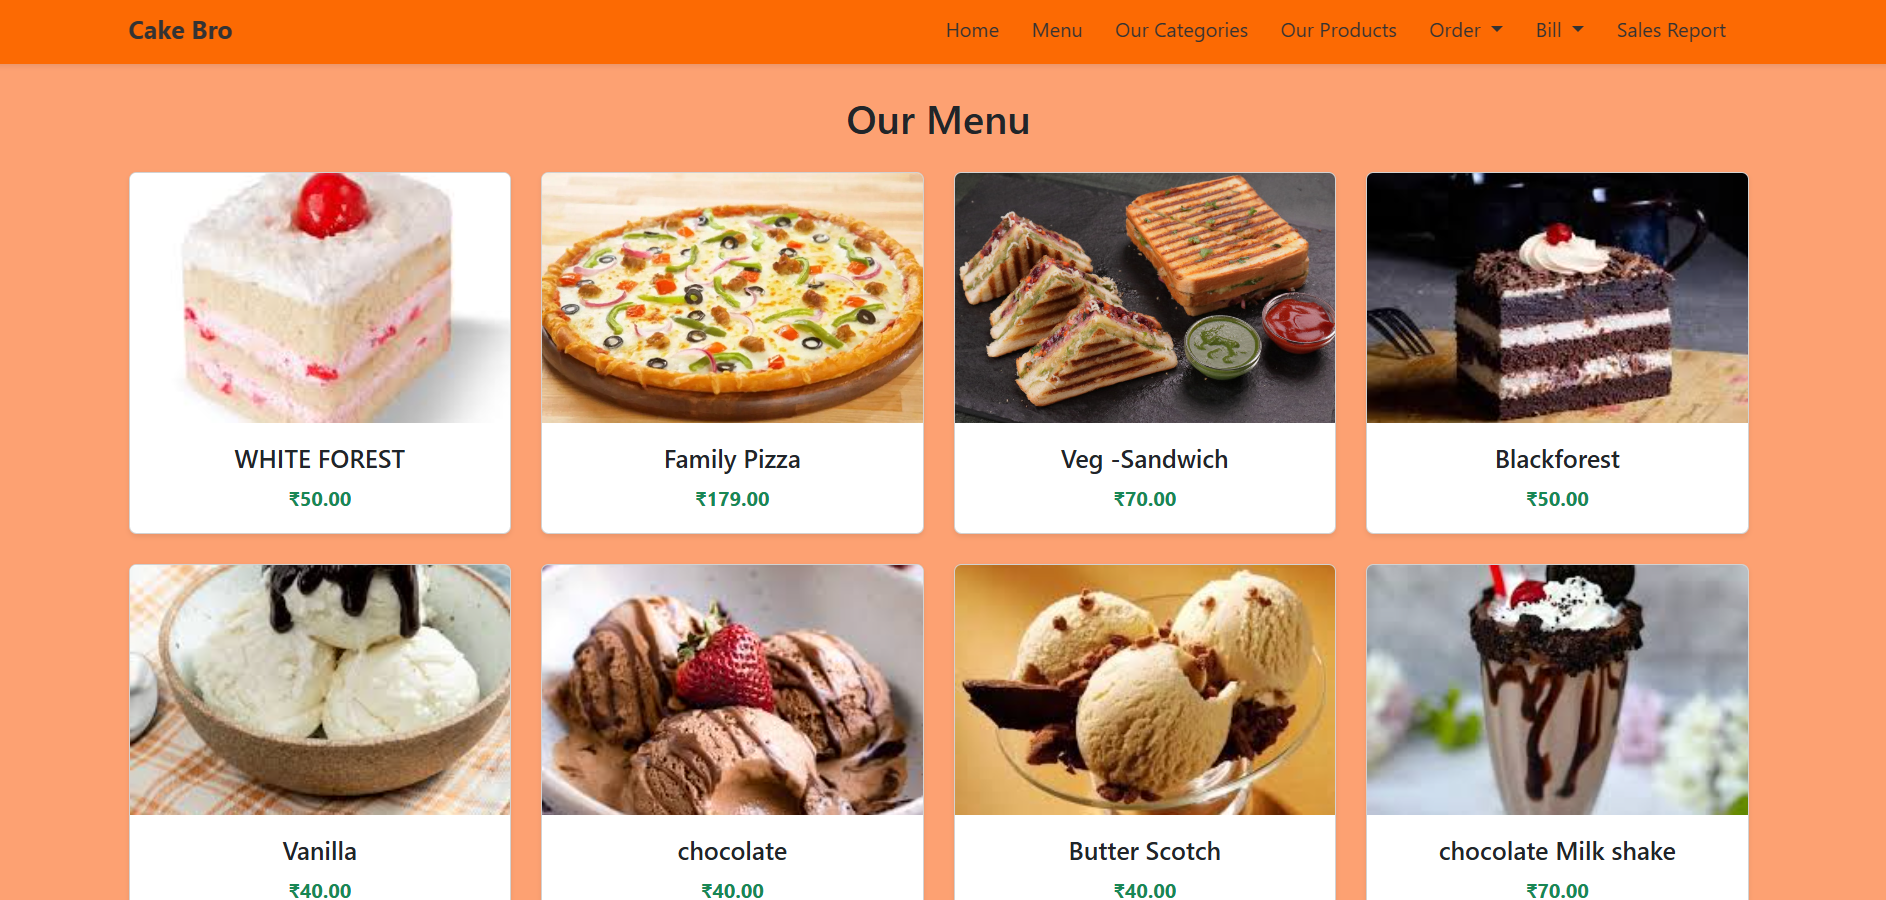 Cake Bro
Home Menu Our Categories Our Products Order Bill Sales Report
Our Menu
WHITE FOREST
₹50.00
Family Pizza
₹179.00
Veg -Sandwich
₹70.00
Blackforest
₹50.00
Vanilla
₹40.00
chocolate
₹40.00
Butter Scotch
₹40.00
chocolate Milk shake
₹70.00